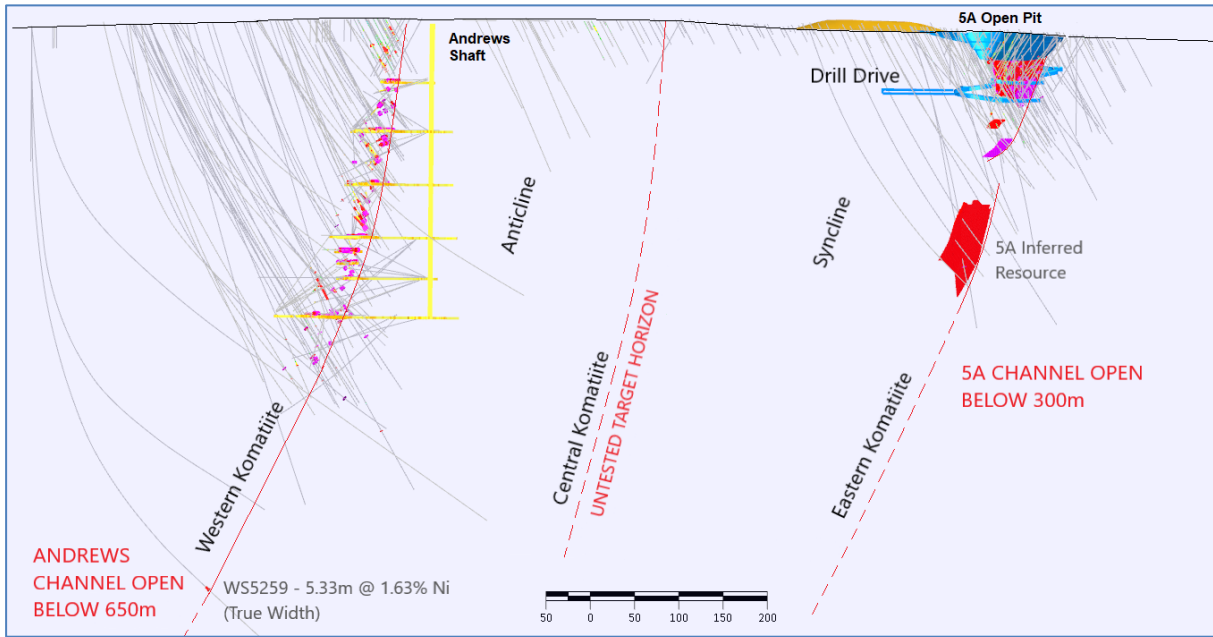 5A Open Pit
Andrews
Shaft
Drill Drive
Anticline
Syncline
5A Inferred
Resource
Western Komatiite
Central Komatiite
UNTESTED TARGET HORIZON
Eastern Komatiite
5A CHANNEL OPEN
BELOW 300m
ANDREWS
CHANNEL OPEN
BELOW 650m
WS5259 - 5.33m @ 1.63% Ni
(True Width)
50 0 50 100 150 200